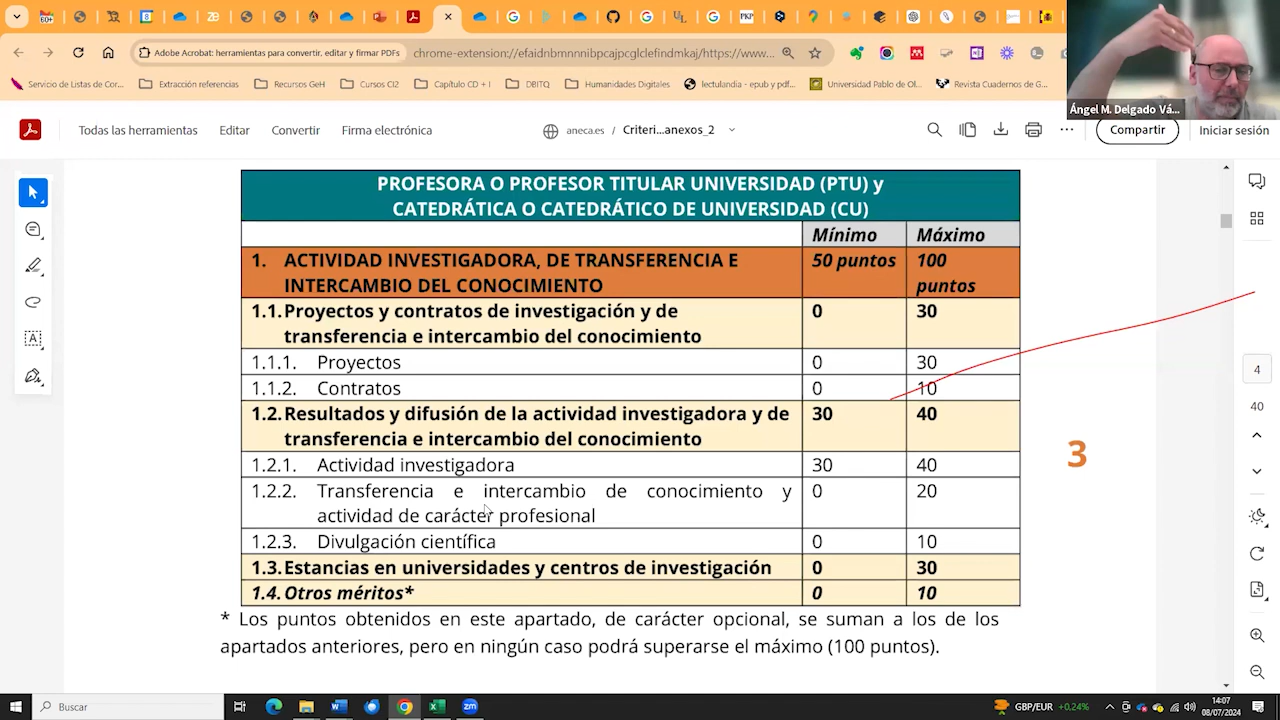 Adobe Acrobat: herramientas para convertir, editar y firmar PDFs
chrome-extension://efaidnbmnnnibpcajpcglclefindmkaj/https://www...
Servicio de Listas de Cor...
Extracción referencias
Recursos GeH
Cursos CI2
Capítulo CD + I
DBITQ
Humanidades Digitales
lectulandia - epub y pdf...
Universidad Pablo de Ol...
Revista Cuadernos de G...
Ángel M. Delgado Vá...
Todas las herramientas
Editar
Convertir
Firma electrónica
aneca.es / Criteri...anexos_2
Compartir
Iniciar sesión
PROFESORA O PROFESOR TITULAR UNIVERSIDAD (PTU) y
CATEDRÁTICA O CATEDRÁTICO DE UNIVERSIDAD (CU)
Mínimo Máximo
1. ACTIVIDAD INVESTIGADORA, DE TRANSFERENCIA E 50 puntos 100
INTERCAMBIO DEL CONOCIMIENTO puntos
1.1. Proyectos y contratos de investigación y de 0 30
transferencia e intercambio del conocimiento
1.1.1. Proyectos 0 30
1.1.2. Contratos 0 10
1.2. Resultados y difusión de la actividad investigadora y de 30 40
transferencia e intercambio del conocimiento
1.2.1. Actividad investigadora 30 40
1.2.2. Transferencia e intercambio de conocimiento y 0 20
actividad de carácter profesional
1.2.3. Divulgación científica 0 10
1.3. Estancias en universidades y centros de investigación 0 30
1.4. Otros méritos* 0 10
* Los puntos obtenidos en este apartado, de carácter opcional, se suman a los de los
apartados anteriores, pero en ningún caso podrá superarse el máximo (100 puntos).
3
4
40
Buscar
GBP/EUR +0,24%
14:07
08/07/2024